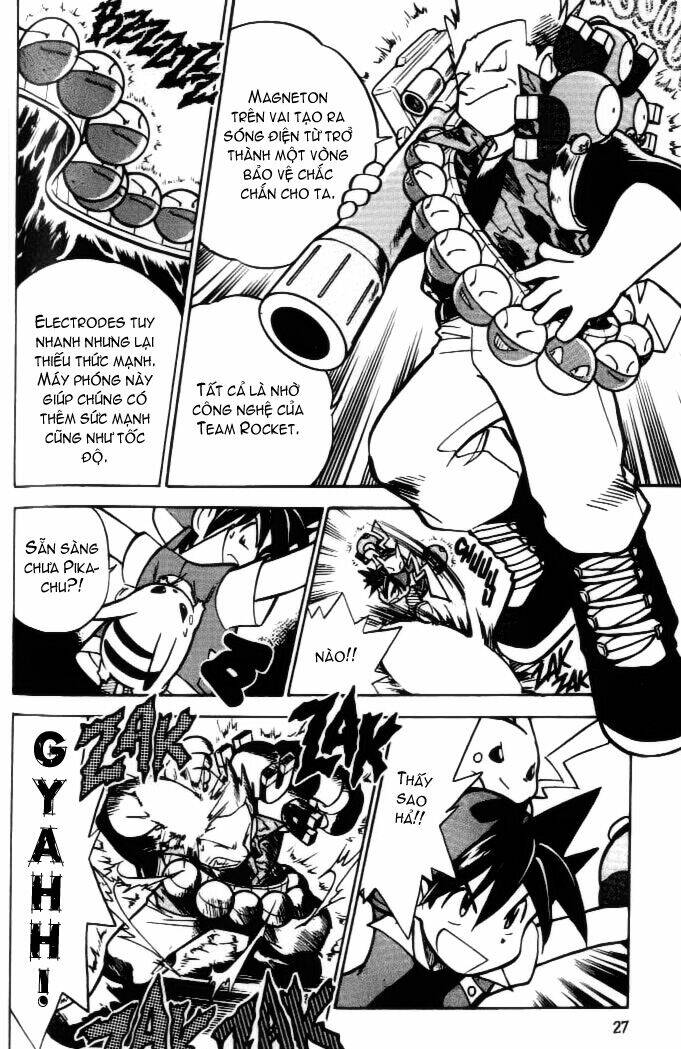 BZZZZZZ
MAGNETON
TRÊN VAI TẠO RA
SÓNG ĐIỆN TỪ TRỞ
THÀNH MỘT VÒNG
BẢO VỆ CHẮC
CHẮN CHO TA.
ELECTRODES TUY
NHANH NHƯNG LẠI
THIẾU THỨC MẠNH.
MÁY PHÓNG NÀY
GIÚP CHÚNG CÓ
THÊM SỨC MẠNH
CŨNG NHƯ TỐC
ĐỘ.
TẤT CẢ LÀ NHỜ
CÔNG NGHỆ CỦA
TEAM ROCKET.
SẴN SÀNG
CHƯA PIKA-
CHU?!
NÀO!!
ZAK
ZAK
GYAHH!
ZAK
ZAK
ZAK
ZAK
THẤY
SAO
HẢ!!
27